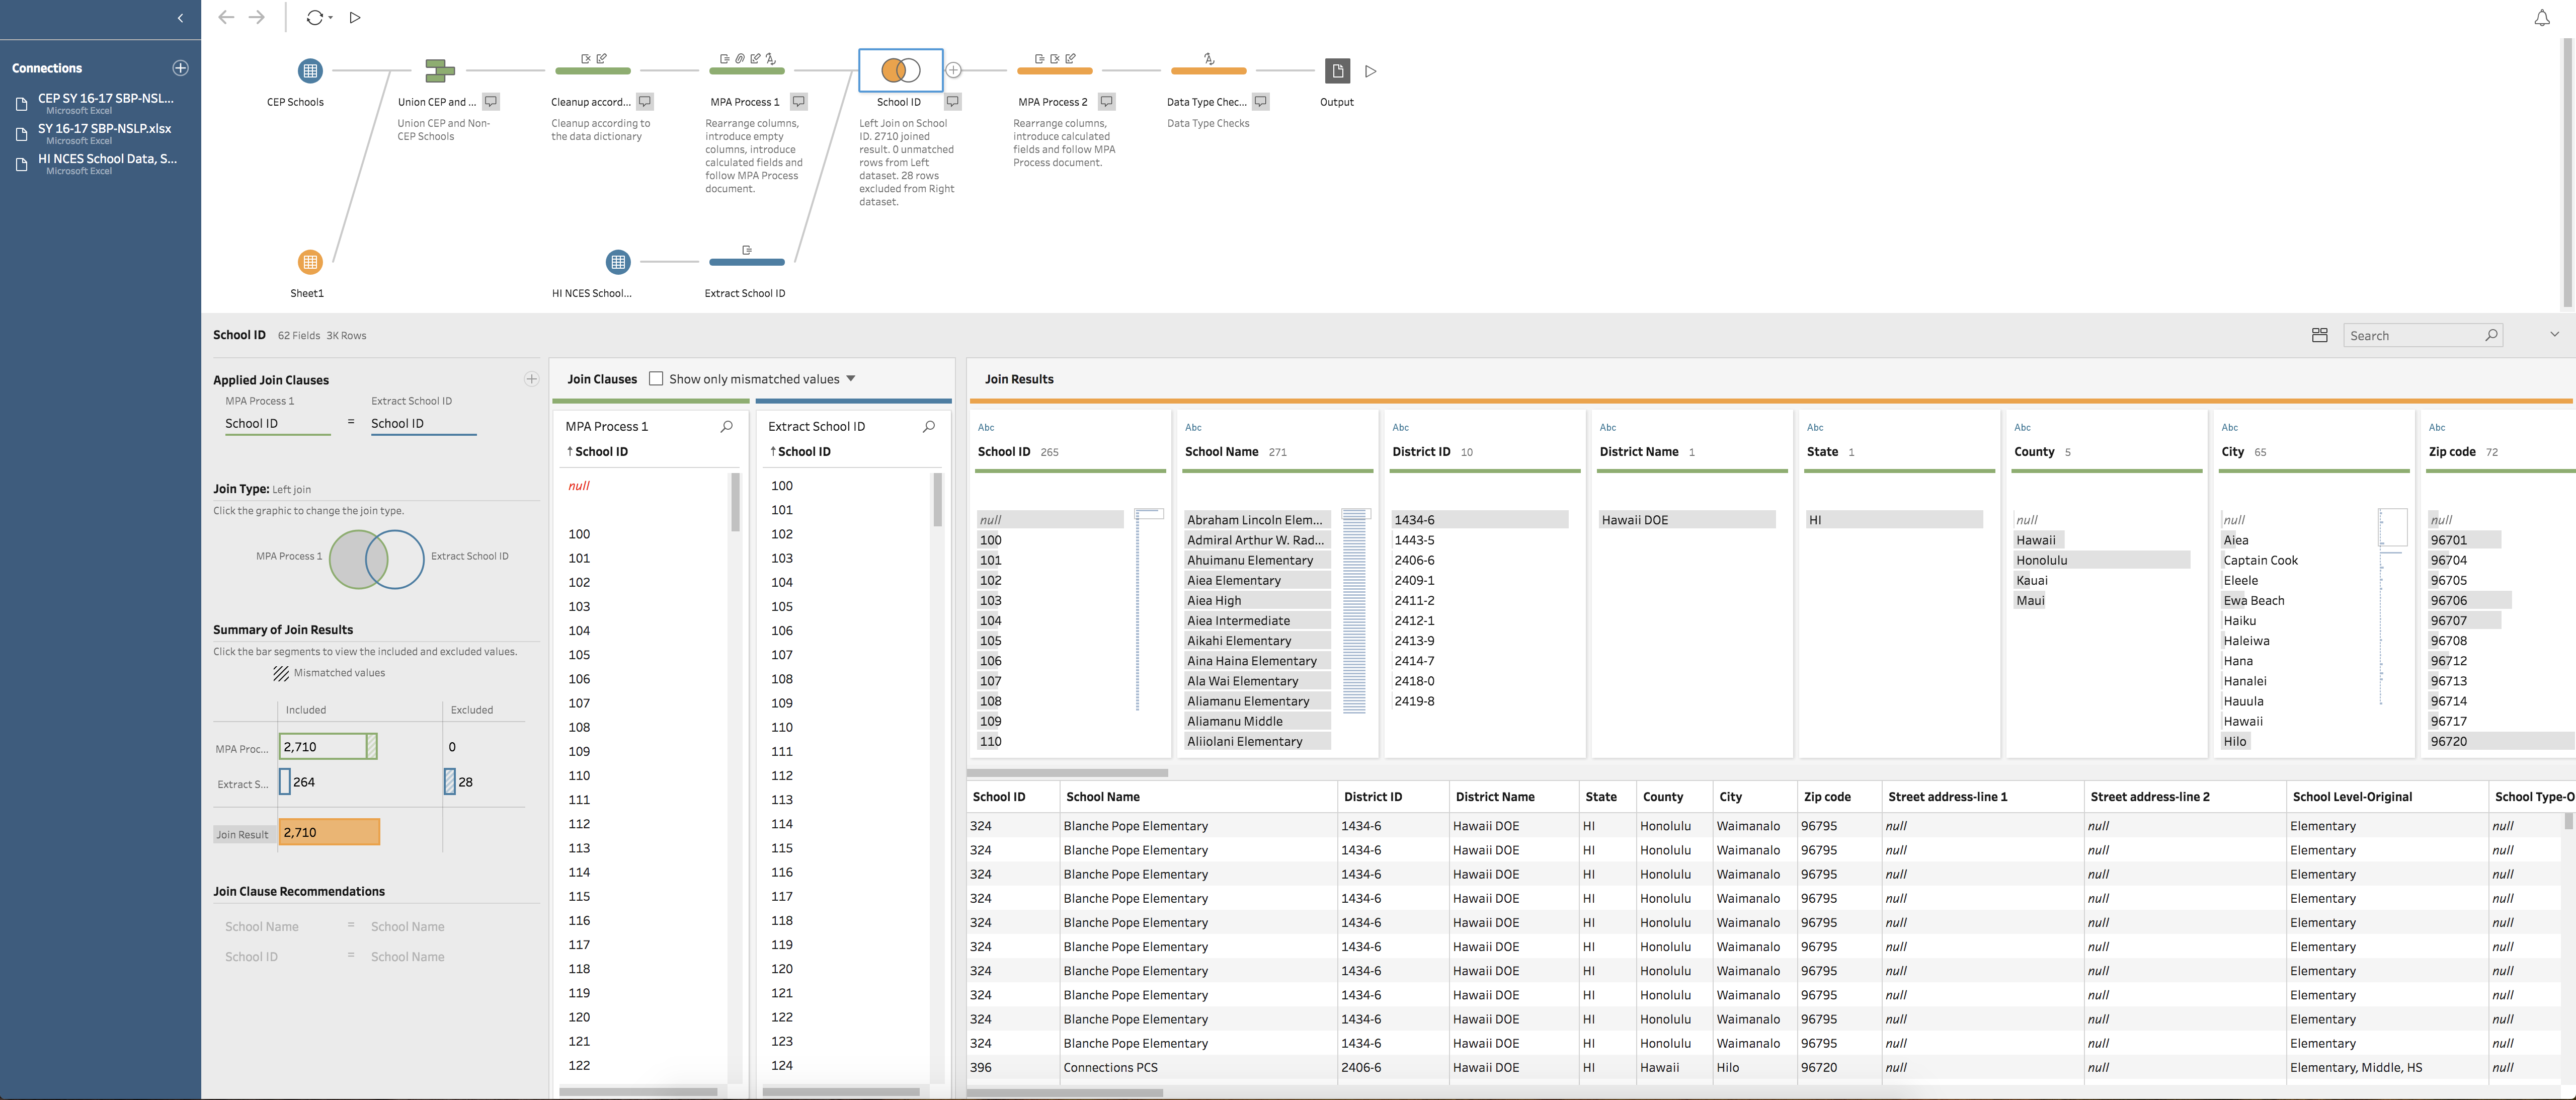 Connections
CEP SY 16-17 SBP-NSL...
Microsoft Excel
SY 16-17 SBP-NSLP.xlsx
Microsoft Excel
HI NCES School Data, S...
Microsoft Excel
CEP Schools
Union CEP and ...
Union CEP and Non-
CEP Schools
Cleanup accord...
Cleanup according to
the data dictionary
MPA Process 1
Rearrange columns,
introduce empty
columns, introduce
calculated fields and
follow MPA Process
document.
School ID
Left Join on School
ID. 2710 joined
result. 0 unmatched
rows from Left
dataset. 28 rows
excluded from Right
dataset.
MPA Process 2
Rearrange columns,
introduce calculated
fields and follow MPA
Process document.
Data Type Chec...
Data Type Checks
Output
Sheet1
HI NCES School...
Extract School ID
School ID 62 Fields 3K Rows
Search
Applied Join Clauses
MPA Process 1 Extract School ID
School ID = School ID
Join Type: Left join
Click the graphic to change the join type.
MPA Process 1 Extract School ID
Summary of Join Results
Click the bar segments to view the included and excluded values.
Mismatched values
Included Excluded
MPA Proc... 2,710 0
Extract S... 264 28
Join Result 2,710
Join Clause Recommendations
School Name = School Name
School ID = School Name
Join Clauses Show only mismatched values
MPA Process 1
School ID
null
100
101
102
103
104
105
106
107
108
109
110
111
112
113
114
115
116
117
118
119
120
121
122
Extract School ID
School ID
100
101
102
103
104
105
106
107
108
109
110
111
112
113
114
115
116
117
118
119
120
121
122
123
124
Join Results
Abc
School ID 265
null
100
101
102
103
104
105
106
107
108
109
110
Abc
School Name 271
Abraham Lincoln Elem...
Admiral Arthur W. Rad...
Ahuimanu Elementary
Aiea Elementary
Aiea High
Aiea Intermediate
Aikahi Elementary
Aina Haina Elementary
Ala Wai Elementary
Aliamanu Elementary
Aliamanu Middle
Aliiolani Elementary
Abc
District ID 10
1434-6
1443-5
2406-6
2409-1
2411-2
2412-1
2413-9
2414-7
2418-0
2419-8
Abc
District Name 1
Hawaii DOE
Abc
State 1
HI
Abc
County 5
null
Hawaii
Honolulu
Kauai
Maui
Abc
City 65
null
Aiea
Captain Cook
Eleele
Ewa Beach
Haiku
Haleiwa
Hana
Hanalei
Hauula
Hawaii
Hilo
Abc
Zip code 72
null
96701
96704
96705
96706
96707
96708
96712
96713
96714
96717
96720
School ID School Name District ID District Name State County City Zip code Street address-line 1 Street address-line 2 School Level-Original School Type-O
324 Blanche Pope Elementary 1434-6 Hawaii DOE HI Honolulu Waimanalo 96795 null null Elementary null
324 Blanche Pope Elementary 1434-6 Hawaii DOE HI Honolulu Waimanalo 96795 null null Elementary null
324 Blanche Pope Elementary 1434-6 Hawaii DOE HI Honolulu Waimanalo 96795 null null Elementary null
324 Blanche Pope Elementary 1434-6 Hawaii DOE HI Honolulu Waimanalo 96795 null null Elementary null
324 Blanche Pope Elementary 1434-6 Hawaii DOE HI Honolulu Waimanalo 96795 null null Elementary null
324 Blanche Pope Elementary 1434-6 Hawaii DOE HI Honolulu Waimanalo 96795 null null Elementary null
324 Blanche Pope Elementary 1434-6 Hawaii DOE HI Honolulu Waimanalo 96795 null null Elementary null
324 Blanche Pope Elementary 1434-6 Hawaii DOE HI Honolulu Waimanalo 96795 null null Elementary null
324 Blanche Pope Elementary 1434-6 Hawaii DOE HI Honolulu Waimanalo 96795 null null Elementary null
324 Blanche Pope Elementary 1434-6 Hawaii DOE HI Honolulu Waimanalo 96795 null null Elementary null
396 Connections PCS 2406-6 Hawaii DOE HI Hawaii Hilo 96720 null null Elementary, Middle, HS null